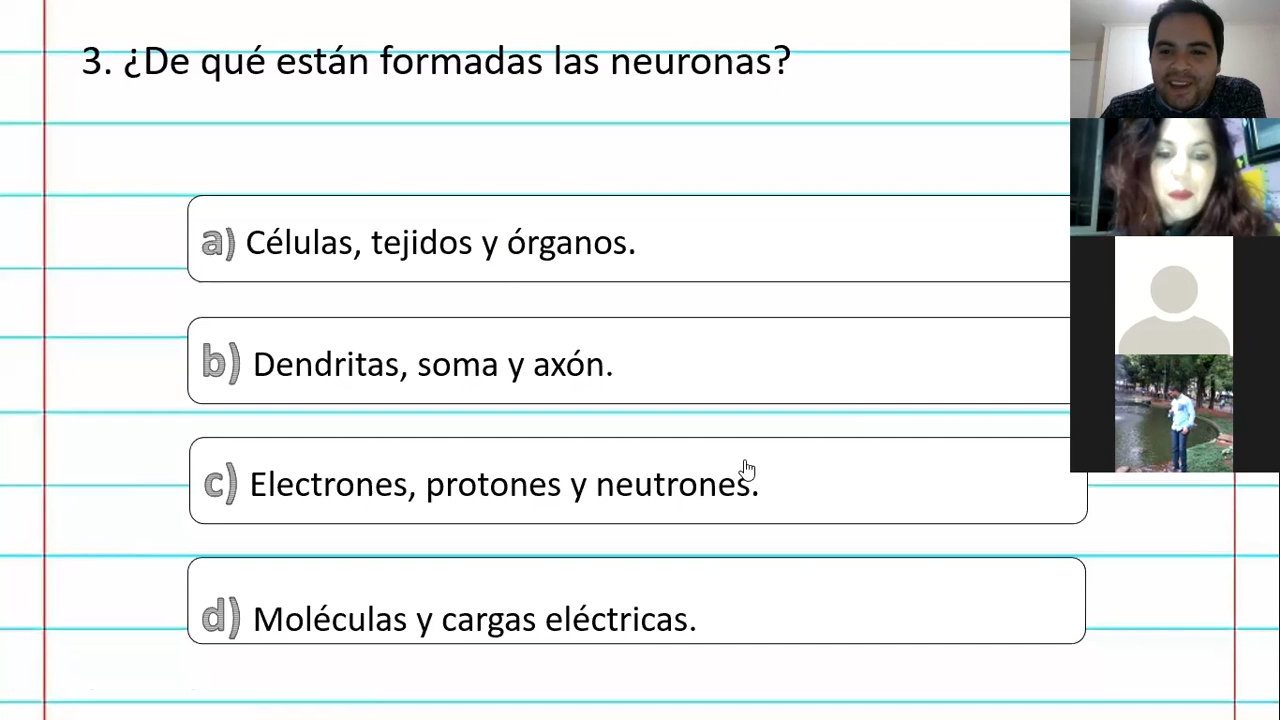 3. ¿De qué están formadas las neuronas?
a) Células, tejidos y órganos.
b) Dendritas, soma y axón.
c) Electrones, protones y neutrones.
d) Moléculas y cargas eléctricas.